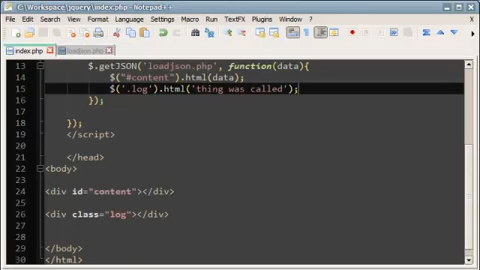 C:\Workspace\jquery\index.php - Notepad++
File Edit Search View Encoding Language Settings Macro Run TextFX Plugins Window ?
index.php loadjson.php
13 $.getJSON('loadjson.php', function(data){
14 $("#content").html(data);
15 $('.log').html('thing was called');
16 });
17
18 });
19 </script>
20
21 </head>
22 <body>
23
24 <div id="content"></div>
25
26 <div class="log"></div>
27
28
29 </body>
30 </html>